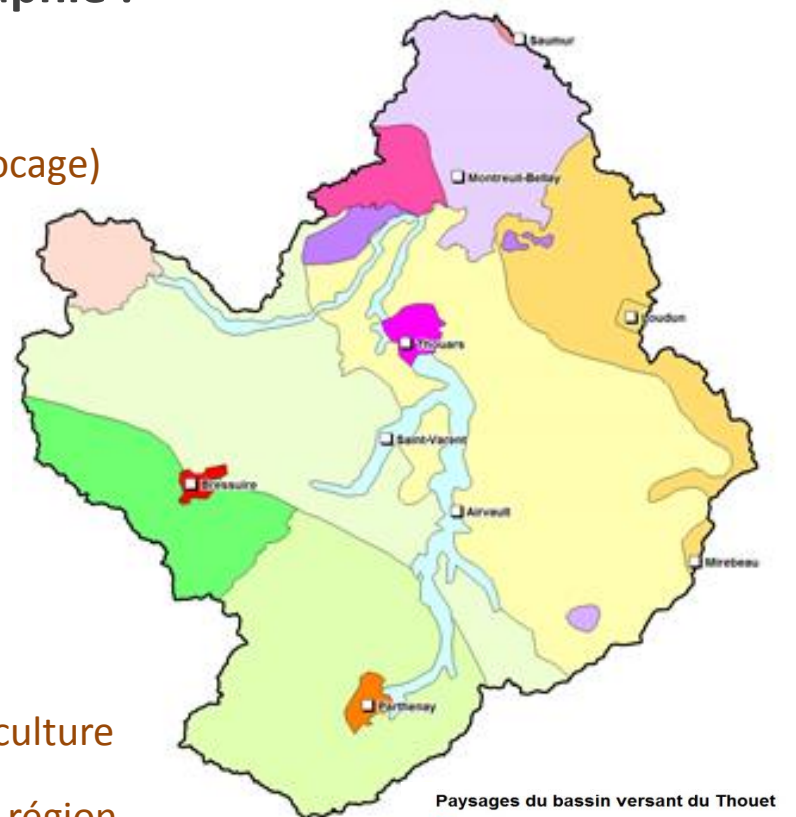 ocage)
culture
région
Saumur
Montreuil-Bellay
Loudun
Thouars
Saint-Varent
Bressuire
Airvault
Mirebeau
Parthenay
Paysages du bassin versant du Thouet